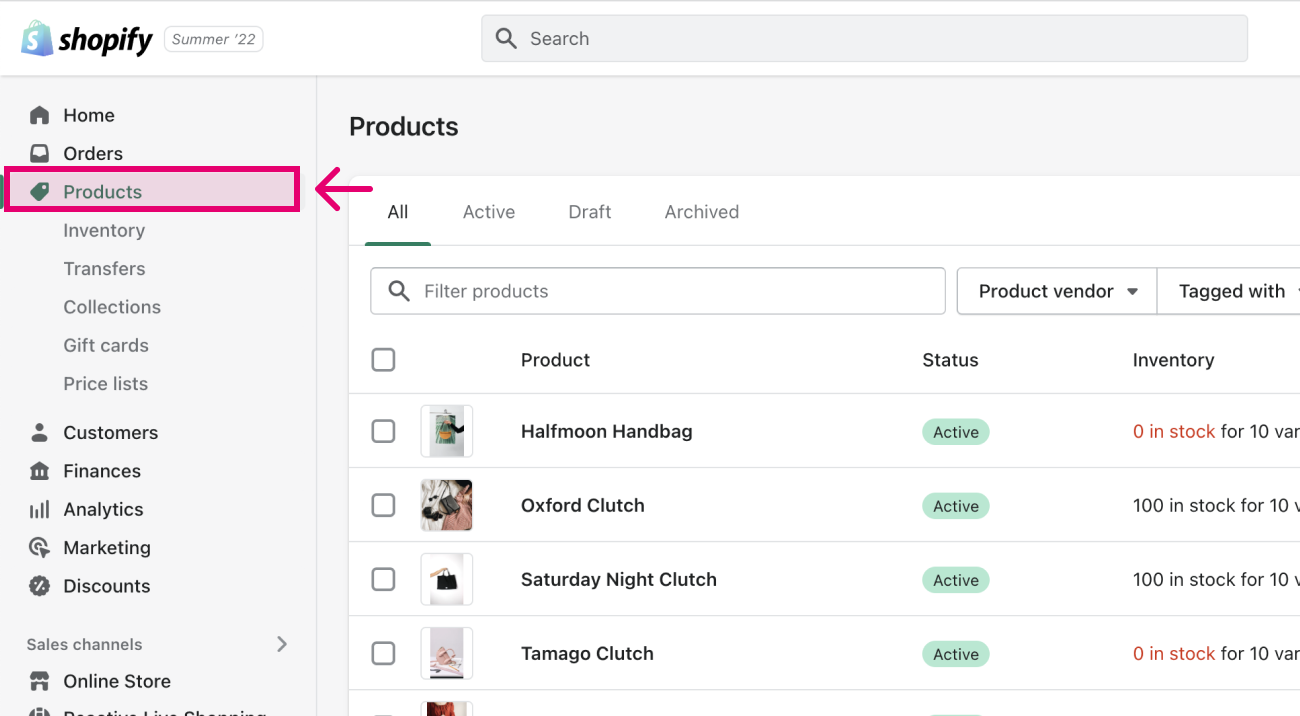 shopify Summer '22
Search
Home
Orders
Products
Inventory
Transfers
Collections
Gift cards
Price lists
Customers
Finances
Analytics
Marketing
Discounts
Sales channels
Online Store
Products
All Active Draft Archived
Filter products Product vendor Tagged with
Product Status Inventory
Halfmoon Handbag Active 0 in stock for 10 var
Oxford Clutch Active 100 in stock for 10 v
Saturday Night Clutch Active 100 in stock for 10 v
Tamago Clutch Active 0 in stock for 10 var